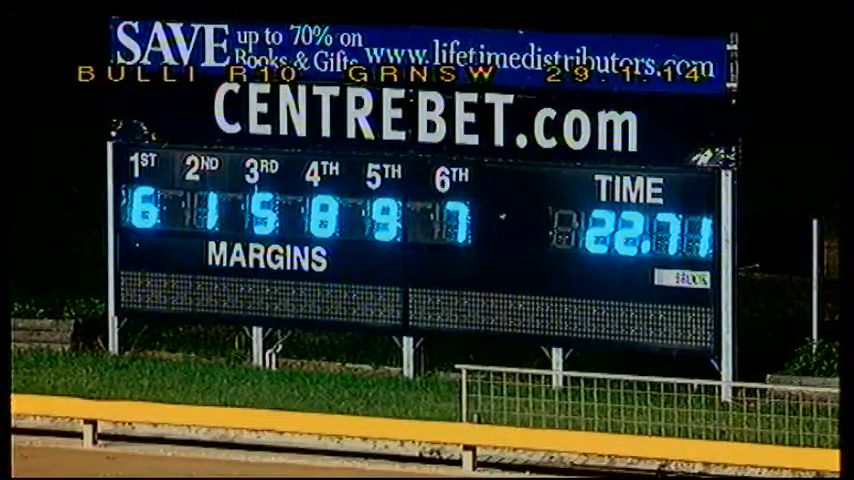 SAVE up to 70% on
Books & Gifts www.lifetimedistributors.com
BULLI R10 GRNSW 29.1.14
CENTREBET.com
1ST 2ND 3RD 4TH 5TH 6TH TIME
6 1 5 8 9 7 22.71
MARGINS